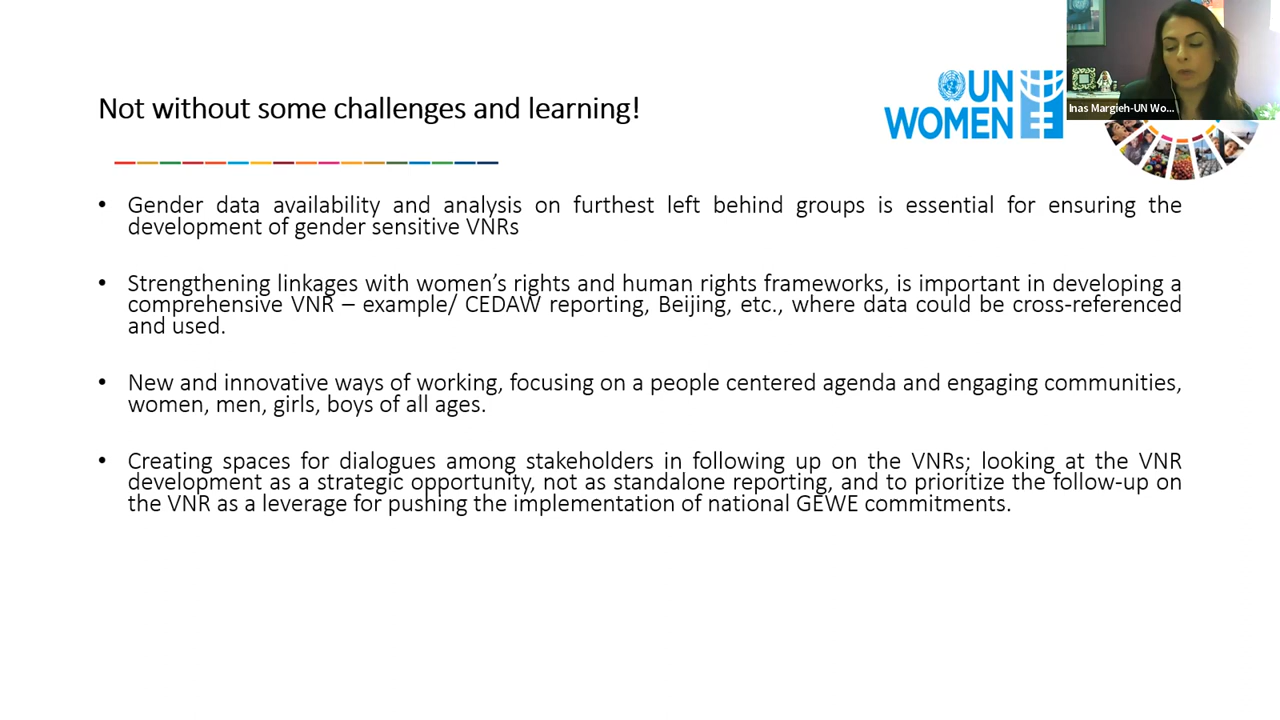 Not without some challenges and learning!
UN
WOMEN
Inas Margieh-UN Wo...
• Gender data availability and analysis on furthest left behind groups is essential for ensuring the
development of gender sensitive VNRs
• Strengthening linkages with women's rights and human rights frameworks, is important in developing a
comprehensive VNR – example/ CEDAW reporting, Beijing, etc., where data could be cross-referenced
and used.
• New and innovative ways of working, focusing on a people centered agenda and engaging communities,
women, men, girls, boys of all ages.
• Creating spaces for dialogues among stakeholders in following up on the VNRs; looking at the VNR
development as a strategic opportunity, not as standalone reporting, and to prioritize the follow-up on
the VNR as a leverage for pushing the implementation of national GEWE commitments.